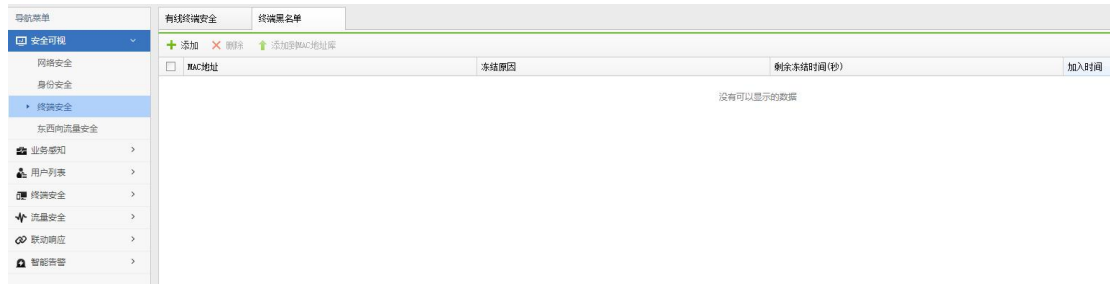 导航菜单
有线终端安全 终端黑名单
安全可视
添加 删除 添加到MAC地址库
网络安全
MAC地址 冻结原因 剩余冻结时间(秒) 加入时间
身份安全
没有可以显示的数据
终端安全
东西向流量安全
业务感知
用户列表
终端安全
流量安全
联动响应
智能告警